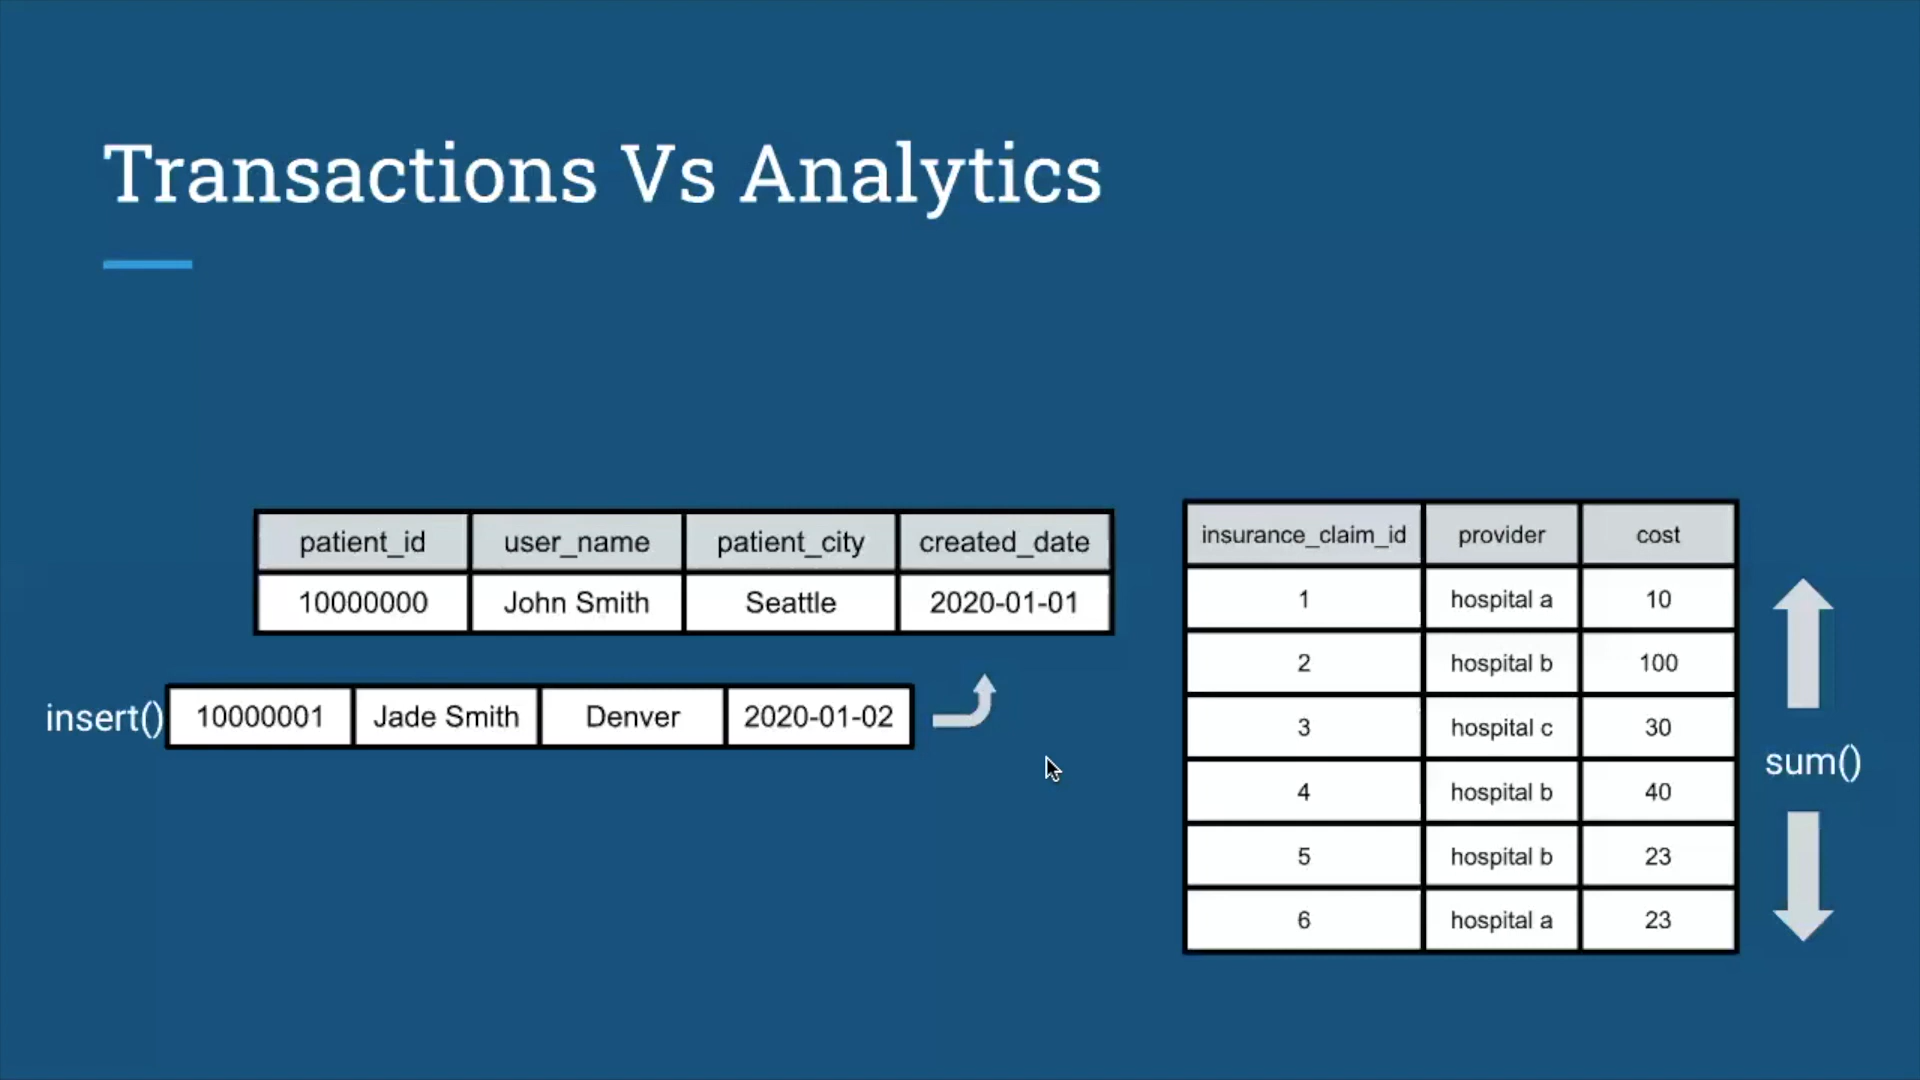 Transactions Vs Analytics
patient_id user_name patient_city created_date
10000000 John Smith Seattle 2020-01-01
insert() 10000001 Jade Smith Denver 2020-01-02
insurance_claim_id provider cost
1 hospital a 10
2 hospital b 100
3 hospital c 30
4 hospital b 40
5 hospital b 23
6 hospital a 23
sum()